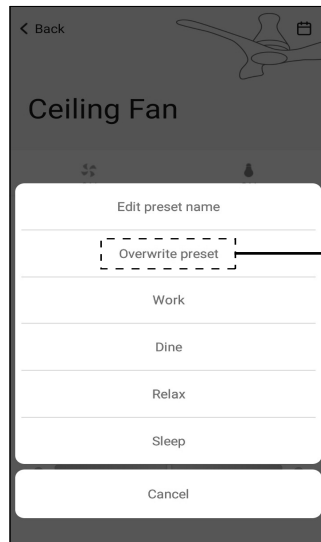 Back
Ceiling Fan
Edit preset name
Overwrite preset
Work
Dine
Relax
Sleep
Cancel